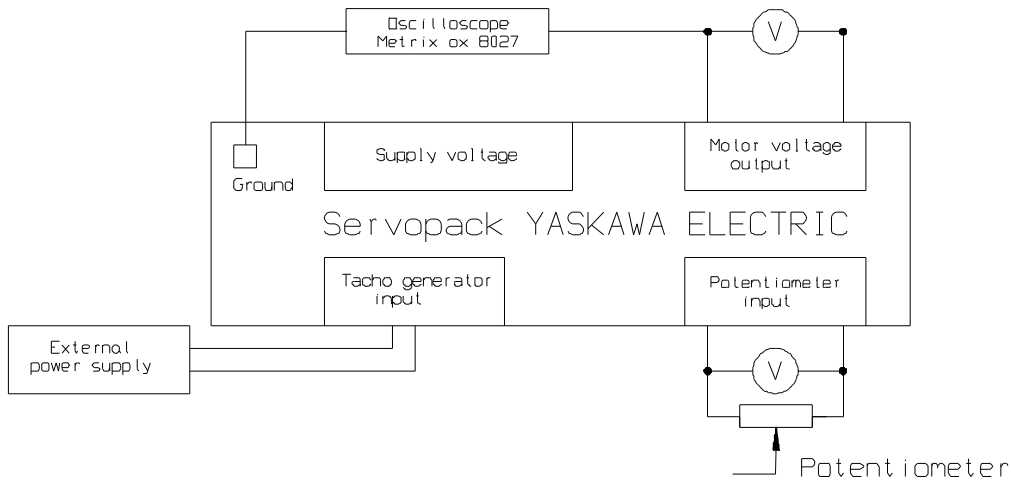 Oscilloscope
Metrix ox 8027
V
Supply voltage
Motor voltage
output
Ground
Servopack YASKAWA ELECTRIC
Tacho generator
input
Potentiometer
input
External
power supply
V
Potentiometer